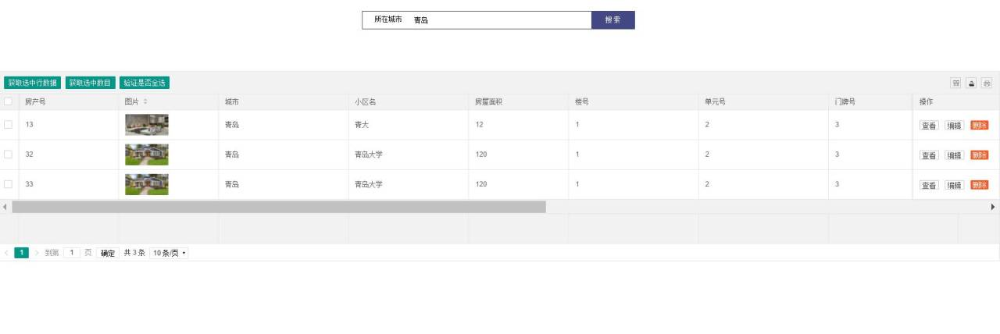 所在城市 青岛 搜索
获取选中行数据 获取选中数目 验证是否全选
房产号 图片 城市 小区名 房屋面积 楼号 单元号 门牌号 操作
13 青岛 青大 12 1 2 3 查看 编辑 删除
32 青岛 青岛大学 120 1 2 3 查看 编辑 删除
33 青岛 青岛大学 120 1 2 3 查看 编辑 删除
1 到第 1 页 确定 共 3 条 10 条/页